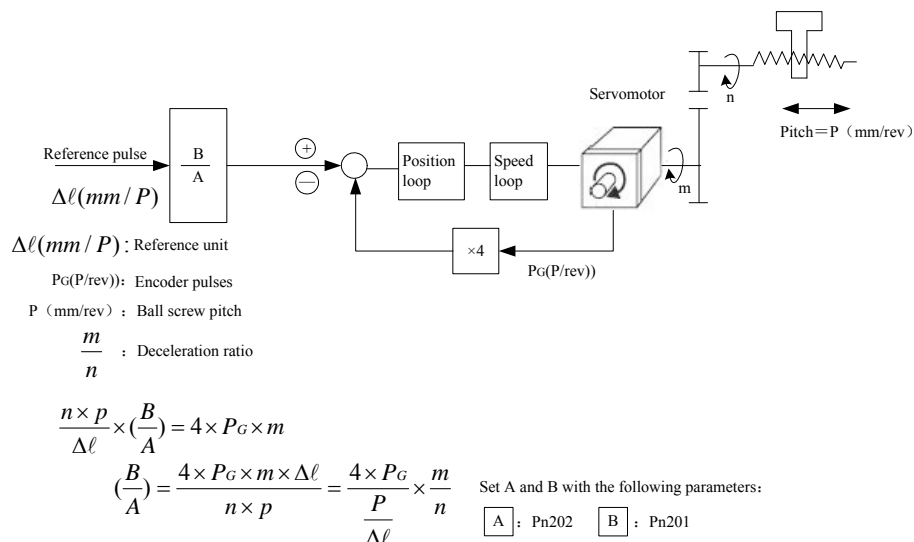 Servomotor
n
Pitch＝P（mm/rev）
Reference pulse
B
A
+
—
Position
loop
Speed
loop
m
Δℓ(mm / P)
×4
PG(P/rev))
Δℓ(mm / P)：Reference unit
PG(P/rev))：Encoder pulses
P（mm/rev）：Ball screw pitch
m
n
：Deceleration ratio
n × p / Δℓ × (B / A) = 4 × PG × m
(B / A) = 4 × PG × m × Δℓ / n × p = 4 × PG / P / Δℓ × m / n
Set A and B with the following parameters：
A：Pn202 B：Pn201